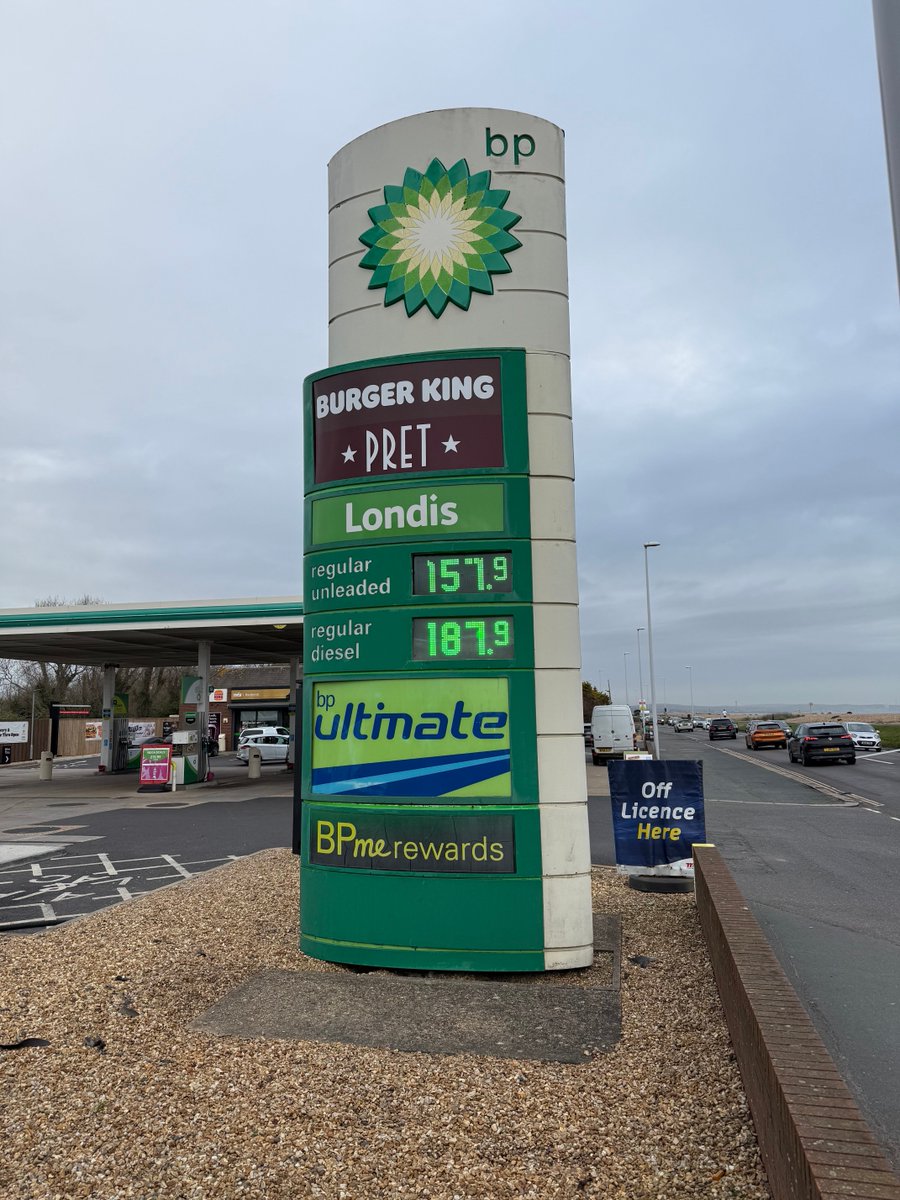 bp
BURGER KING
PRET
Londis
regular
unleaded
157.9
regular
diesel
187.9
bp
ultimate
BPme rewards
Off
Licence
Here